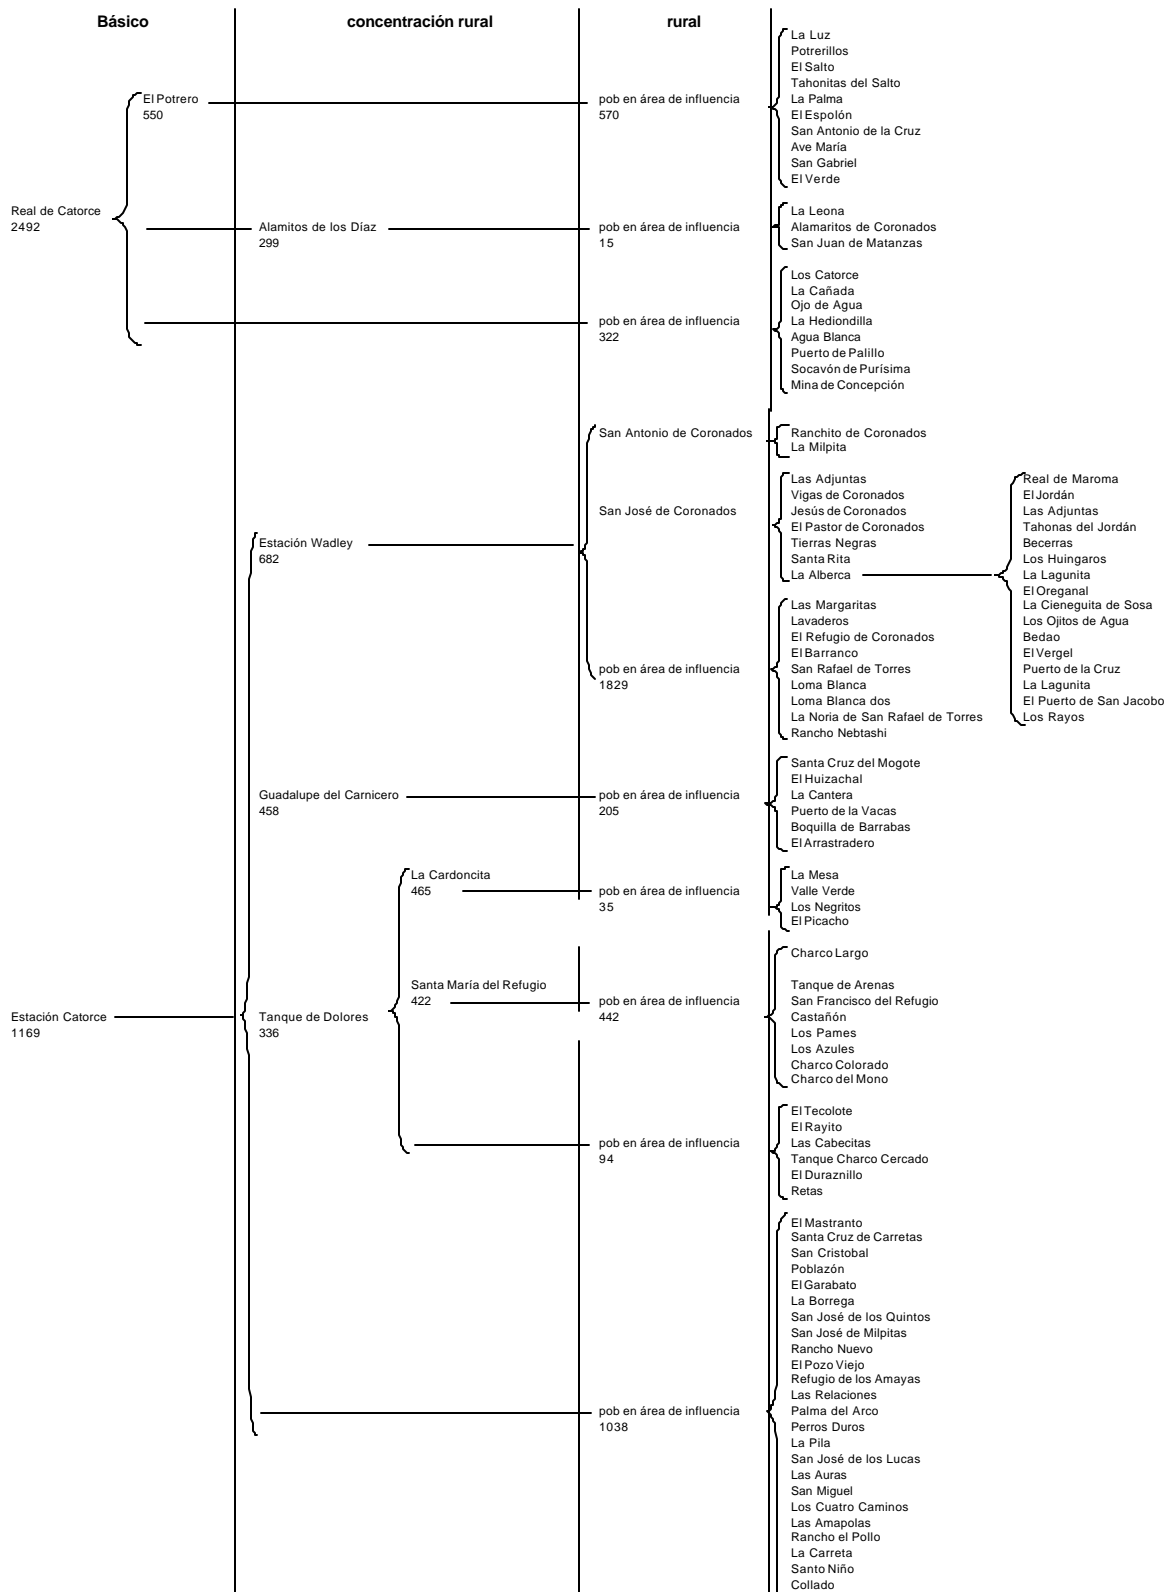 Básico
concentración rural
rural
Real de Catorce
2492
El Potrero
550
pob en área de influencia
570
La Luz
Potrerillos
El Salto
Tahonitas del Salto
La Palma
El Espolón
San Antonio de la Cruz
Ave María
San Gabriel
El Verde
Alamitos de los Díaz
299
pob en área de influencia
15
La Leona
Alamaritos de Coronados
San Juan de Matanzas
pob en área de influencia
322
Los Catorce
La Cañada
Ojo de Agua
La Hediondilla
Agua Blanca
Puerto de Palillo
Socavón de Purísima
Mina de Concepción
Estación Catorce
1169
Estación Wadley
682
San Antonio de Coronados
Ranchito de Coronados
La Milpita
San José de Coronados
Las Adjuntas
Vigas de Coronados
Jesús de Coronados
El Pastor de Coronados
Tierras Negras
Santa Rita
La Alberca
Real de Maroma
El Jordán
Las Adjuntas
Tahonas del Jordán
Becerras
Los Huingaros
La Lagunita
El Oreganal
La Cieneguita de Sosa
Los Ojitos de Agua
Bedao
El Vergel
Puerto de la Cruz
La Lagunita
El Puerto de San Jacobo
Los Rayos
pob en área de influencia
1829
Las Margaritas
Lavaderos
El Refugio de Coronados
El Barranco
San Rafael de Torres
Loma Blanca
Loma Blanca dos
La Noria de San Rafael de Torres
Rancho Nebtashi
Guadalupe del Carnicero
458
pob en área de influencia
205
Santa Cruz del Mogote
El Huizachal
La Cantera
Puerto de la Vacas
Boquilla de Barrabas
El Arrastradero
Tanque de Dolores
336
La Cardoncita
465
pob en área de influencia
35
La Mesa
Valle Verde
Los Negritos
El Picacho
Santa María del Refugio
422
pob en área de influencia
442
Charco Largo
Tanque de Arenas
San Francisco del Refugio
Castañón
Los Pames
Los Azules
Charco Colorado
Charco del Mono
pob en área de influencia
94
El Tecolote
El Rayito
Las Cabecitas
Tanque Charco Cercado
El Duraznillo
Retas
pob en área de influencia
1038
El Mastranto
Santa Cruz de Carretas
San Cristobal
Poblazón
El Garabato
La Borrega
San José de los Quintos
San José de Milpitas
Rancho Nuevo
El Pozo Viejo
Refugio de los Amayas
Las Relaciones
Palma del Arco
Perros Duros
La Pila
San José de los Lucas
Las Auras
San Miguel
Los Cuatro Caminos
Las Amapolas
Rancho el Pollo
La Carreta
Santo Niño
Collado